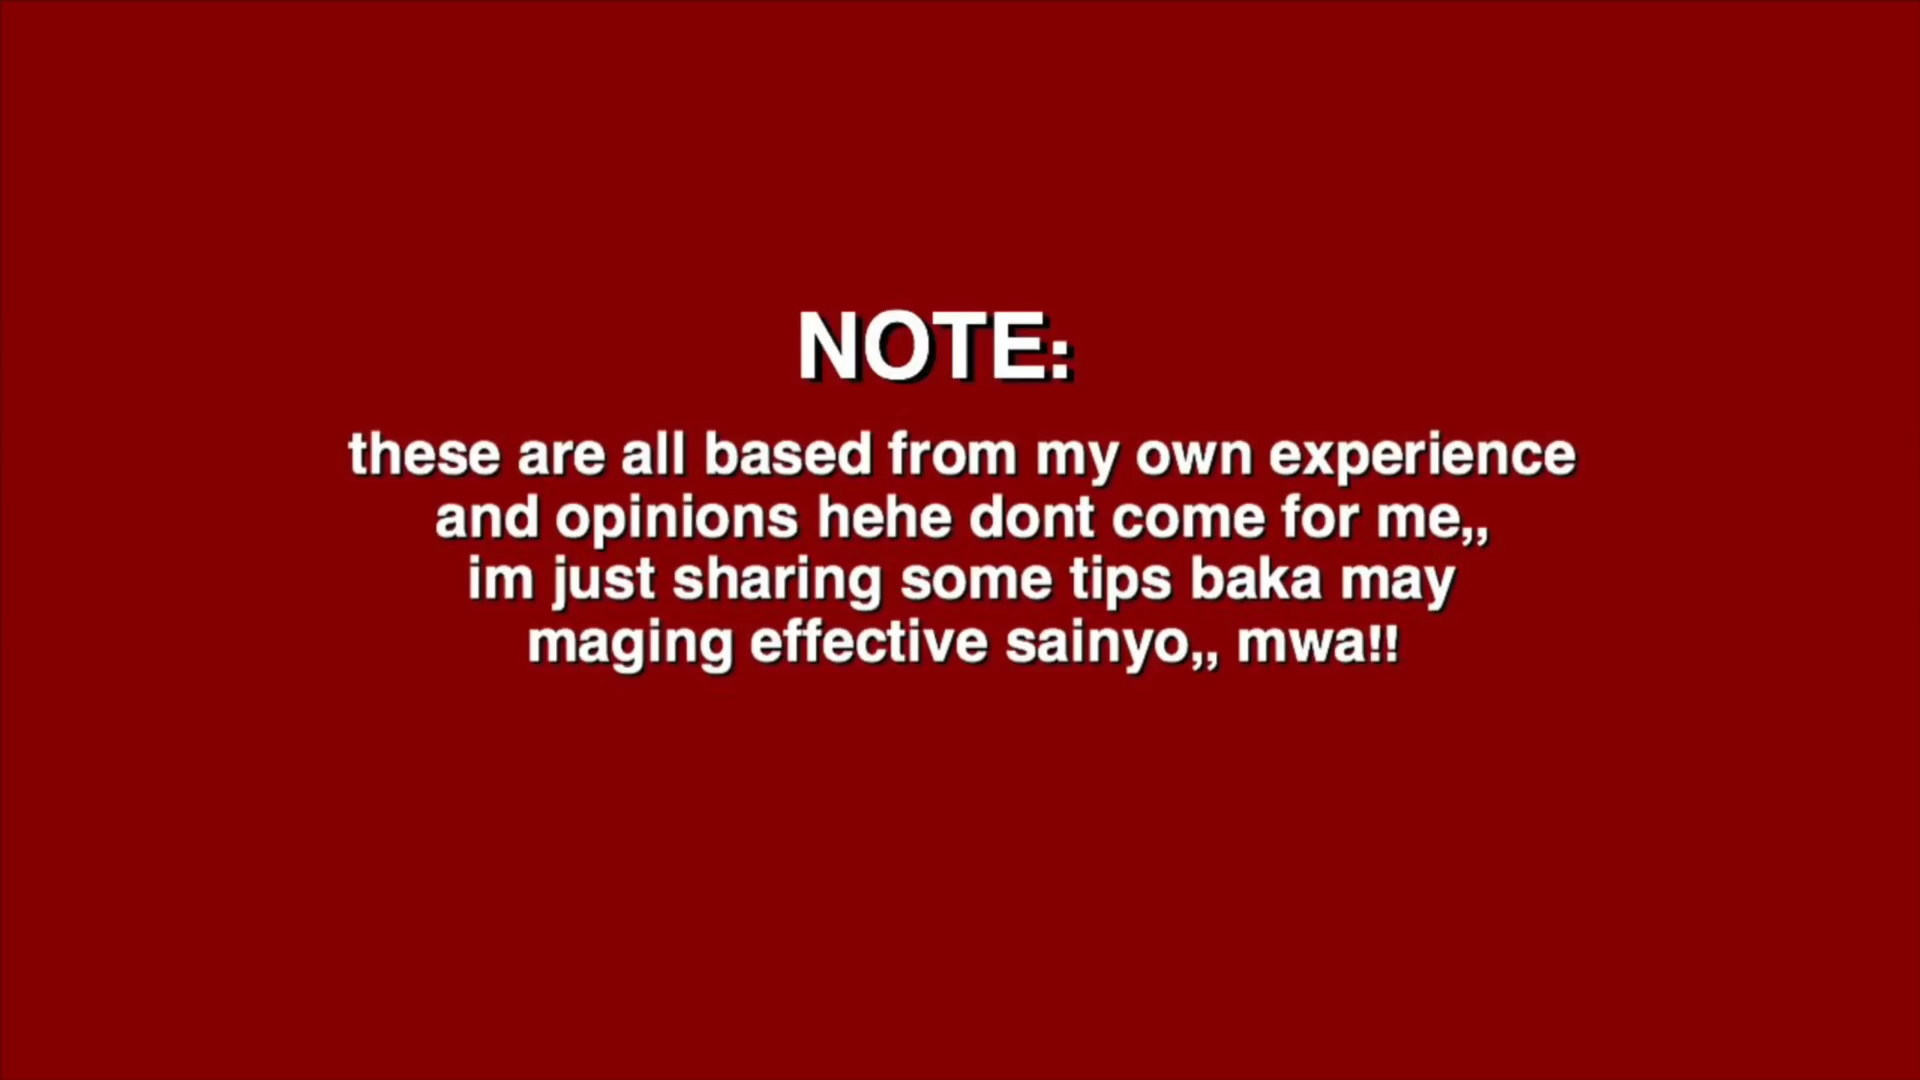 NOTE:
these are all based from my own experience
and opinions hehe dont come for me,,
im just sharing some tips baka may
maging effective sainyo,, mwa!!